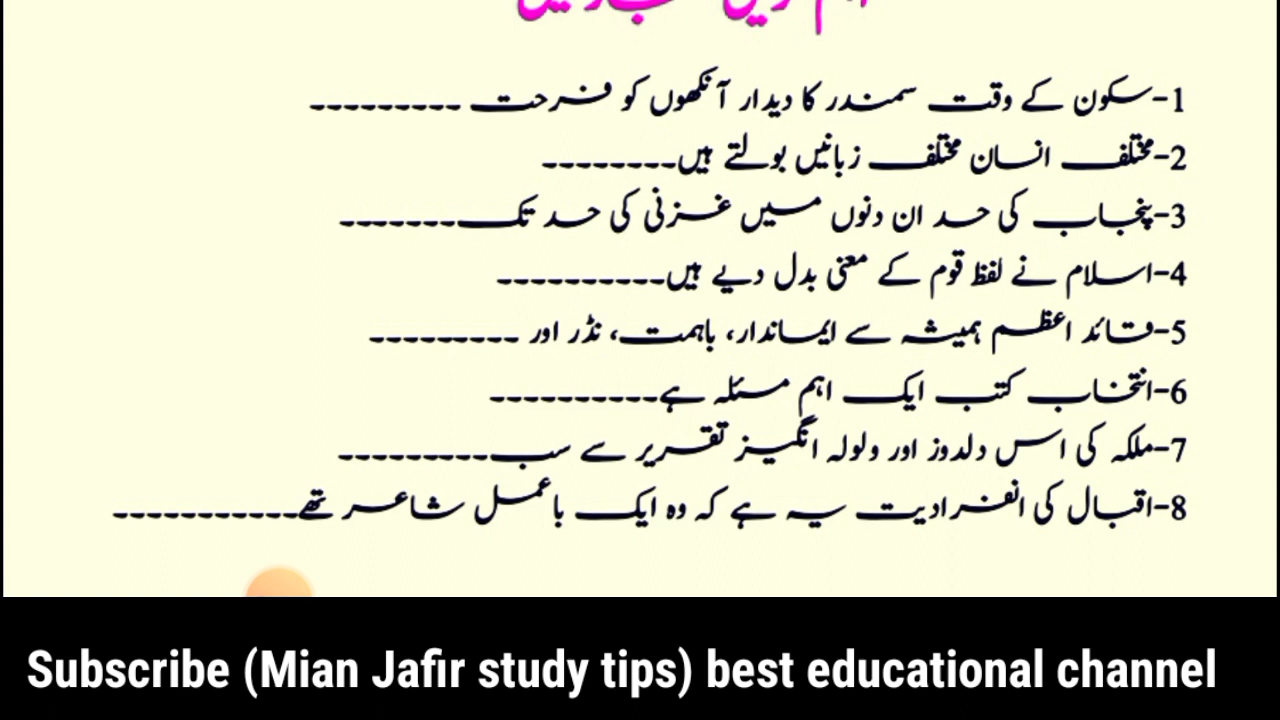 1-سکون کے وقت سمندر کا دیدار آنکھوں کو فرحت ---------
2-مختلف انسان مختلف زبانیں بولتے ہیں--------
3-پنجاب کی حد ان دنوں میں غزنی کی حد تک-------
4-اسلام نے لفظ قوم کے معنی بدل دیے ہیں----------
5-قائد اعظم ہمیشہ سے ایماندار، باہمت، نڈر اور ---------
6-انتخاب کتب ایک اہم مسئلہ ہے----------
7-ملکہ کی اس دلدوز اور ولولہ انگیز تقریر سے سب---------
8-اقبال کی انفرادیت یہ ہے کہ وہ ایک باعمل شاعر تھے-----------
Subscribe (Mian Jafir study tips) best educational channel